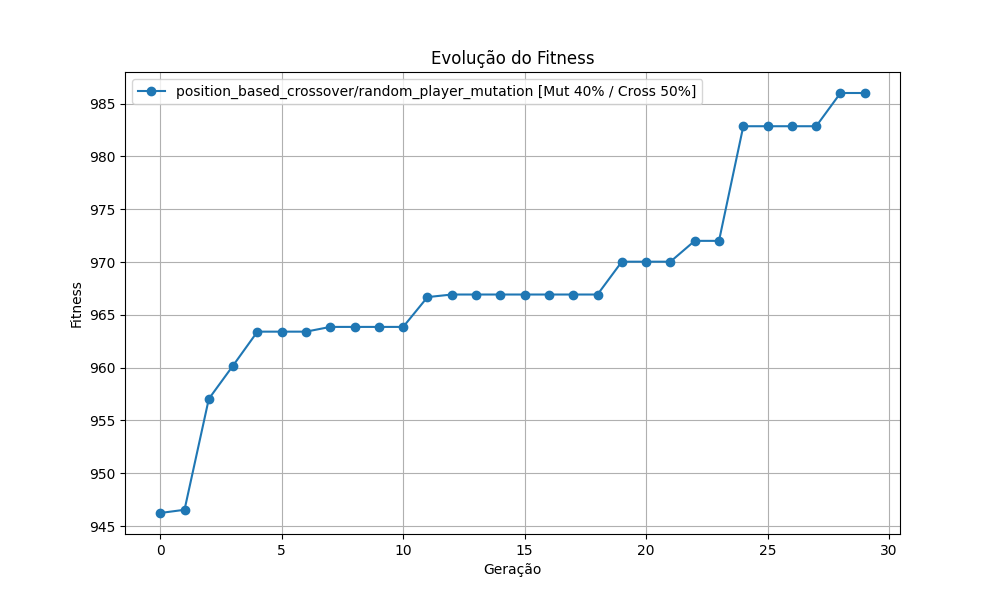 Evolução do Fitness
position_based_crossover/random_player_mutation [Mut 40% / Cross 50%]
Fitness
985
980
975
970
965
960
955
950
945
0 5 10 15 20 25 30
Geração